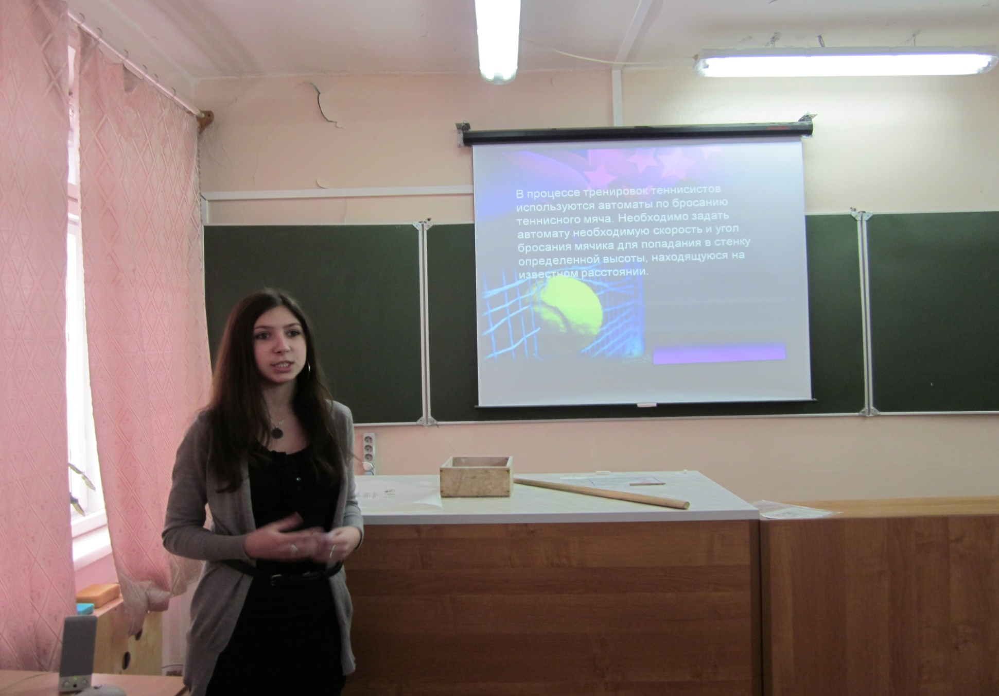 В процессе тренировок теннисистов
используются автоматы по бросанию
теннисного мяча. Необходимо задать
автомату необходимую скорость и угол
бросания мячика для попадания в стенку
определенной высоты, находящуюся на
известном расстоянии.